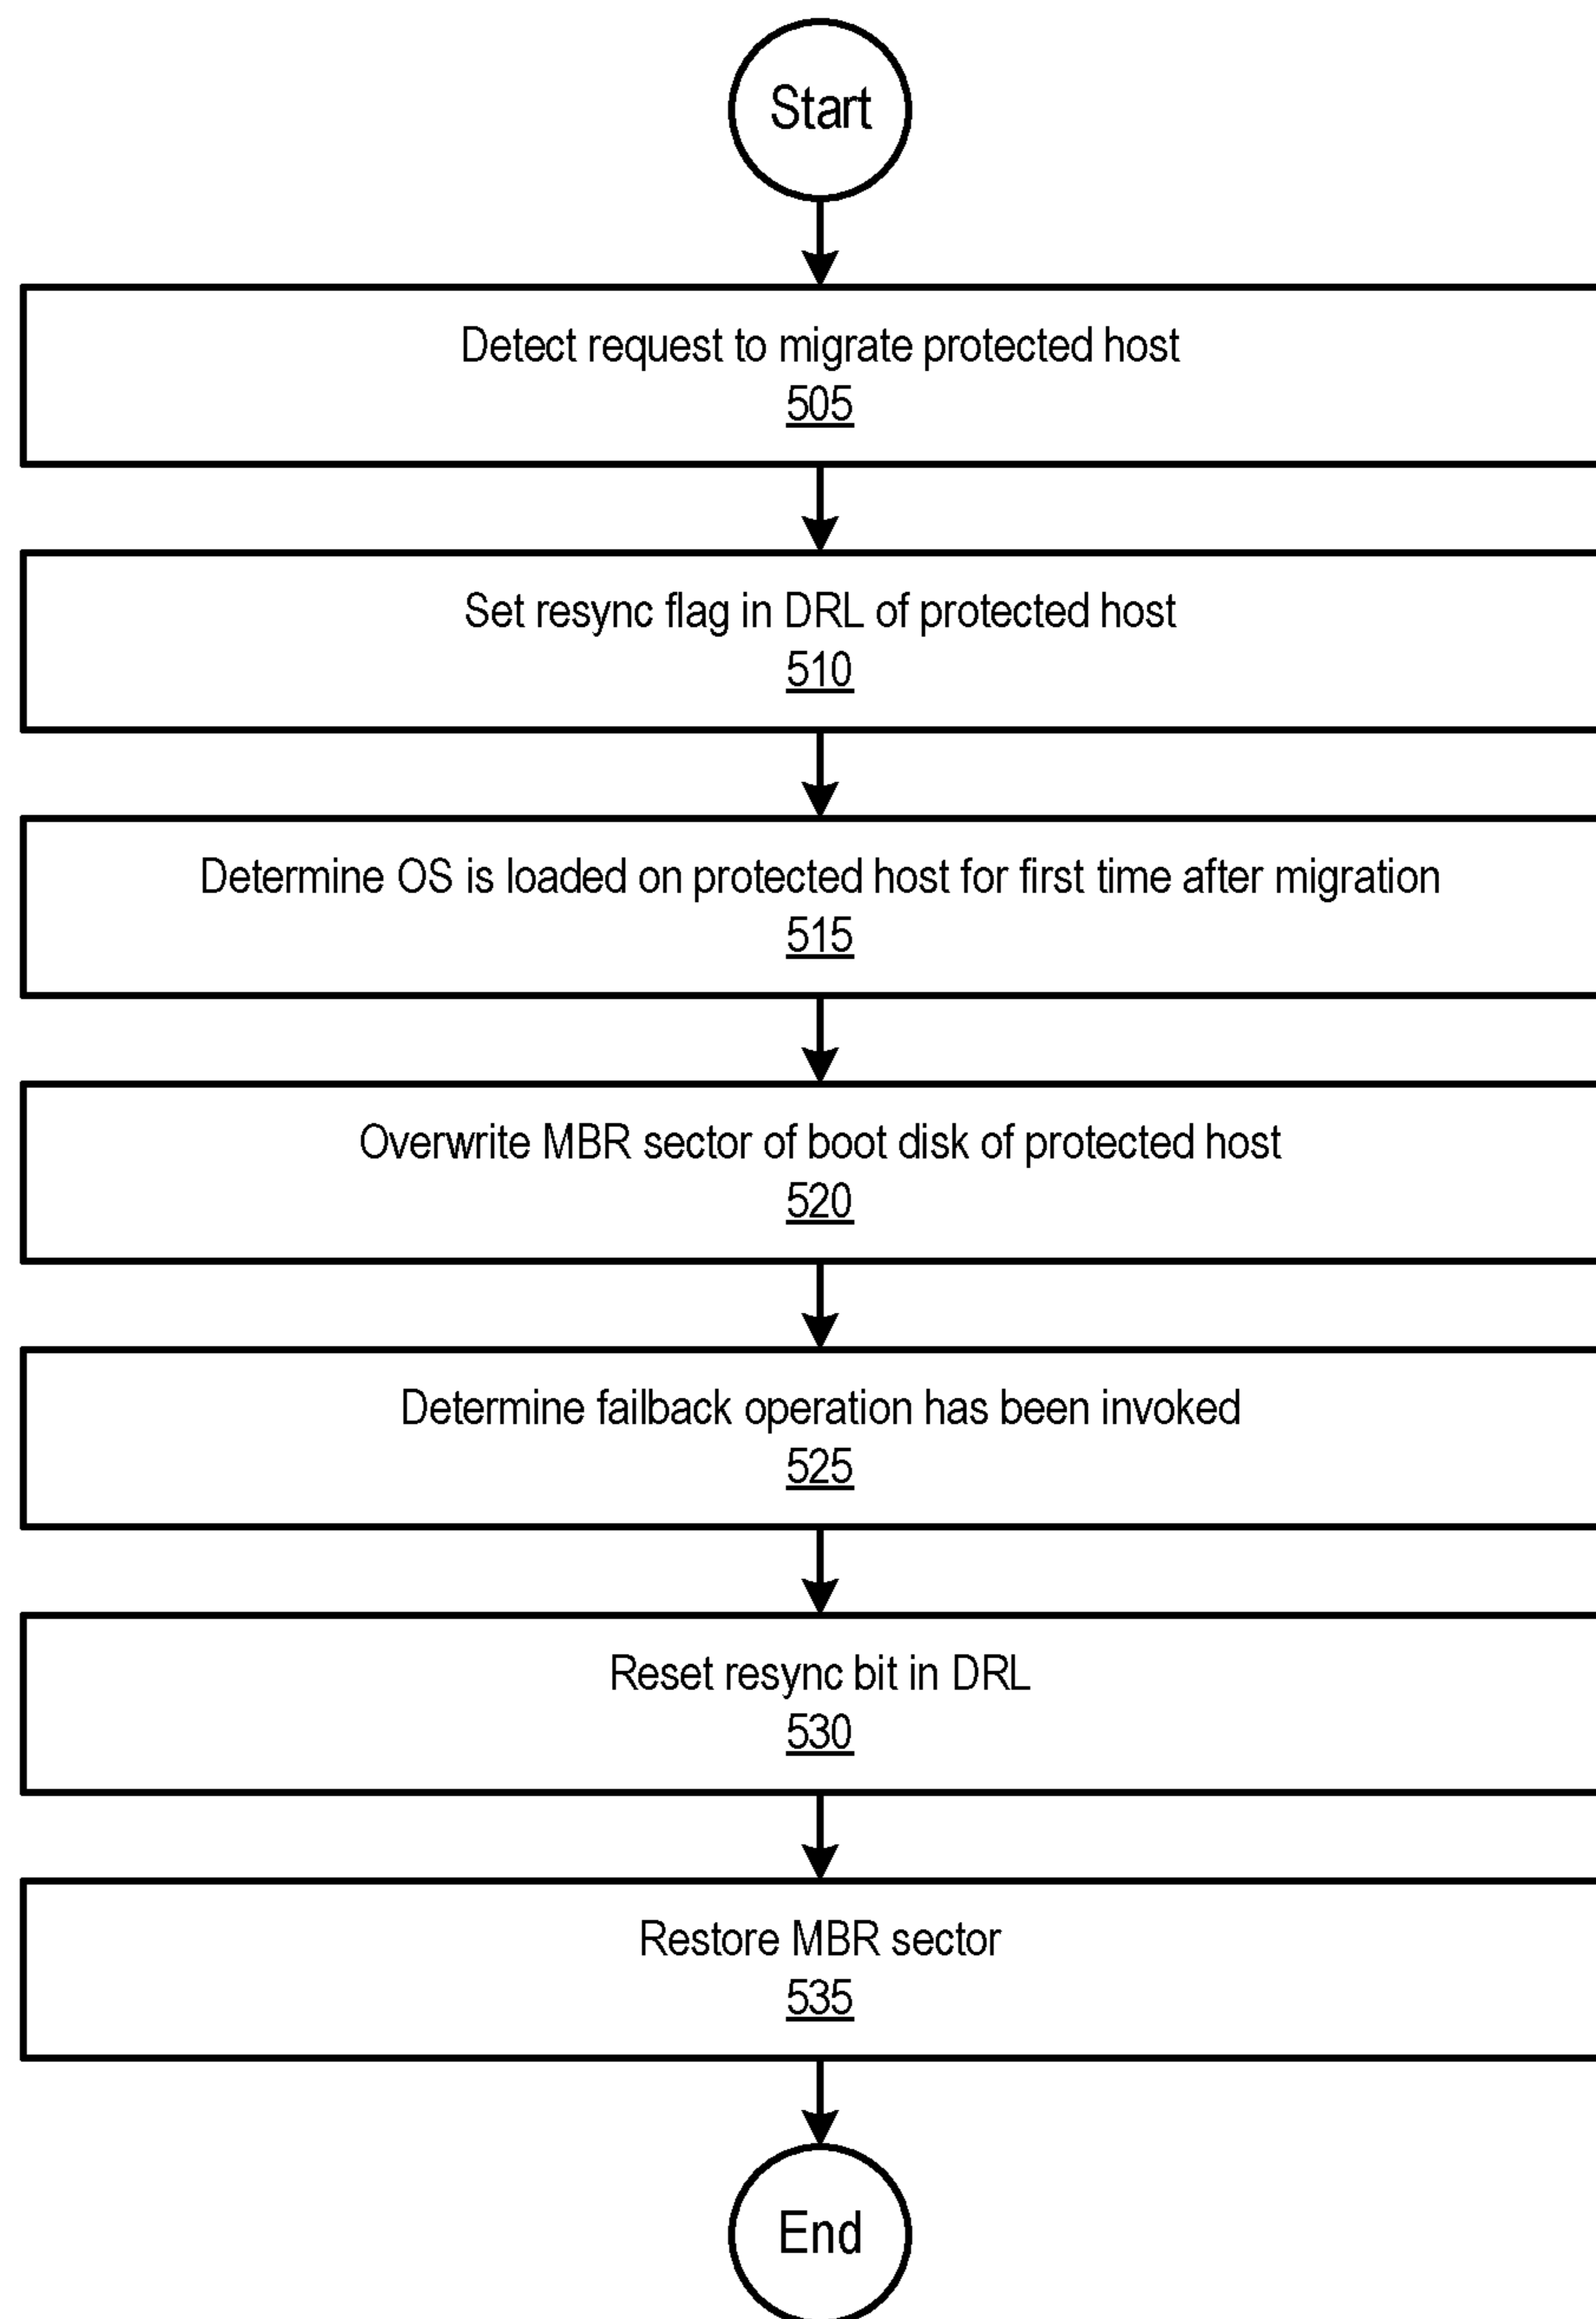 Start
Detect request to migrate protected host
505
Set resync flag in DRL of protected host
510
Determine OS is loaded on protected host for first time after migration
515
Overwrite MBR sector of boot disk of protected host
520
Determine failback operation has been invoked
525
Reset resync bit in DRL
530
Restore MBR sector
535
End